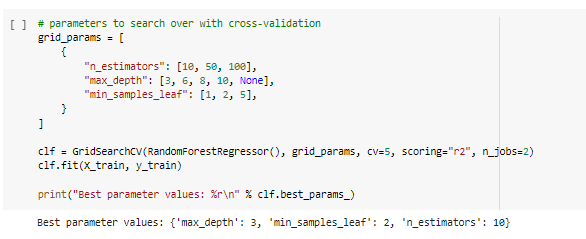 [ ] # parameters to search over with cross-validation
grid_params = [
{
"n_estimators": [10, 50, 100],
"max_depth": [3, 6, 8, 10, None],
"min_samples_leaf": [1, 2, 5],
}
]
clf = GridSearchCV(RandomForestRegressor(), grid_params, cv=5, scoring="r2", n_jobs=2)
clf.fit(X_train, y_train)
print("Best parameter values: %r\n" % clf.best_params_)
Best parameter values: {'max_depth': 3, 'min_samples_leaf': 2, 'n_estimators': 10}